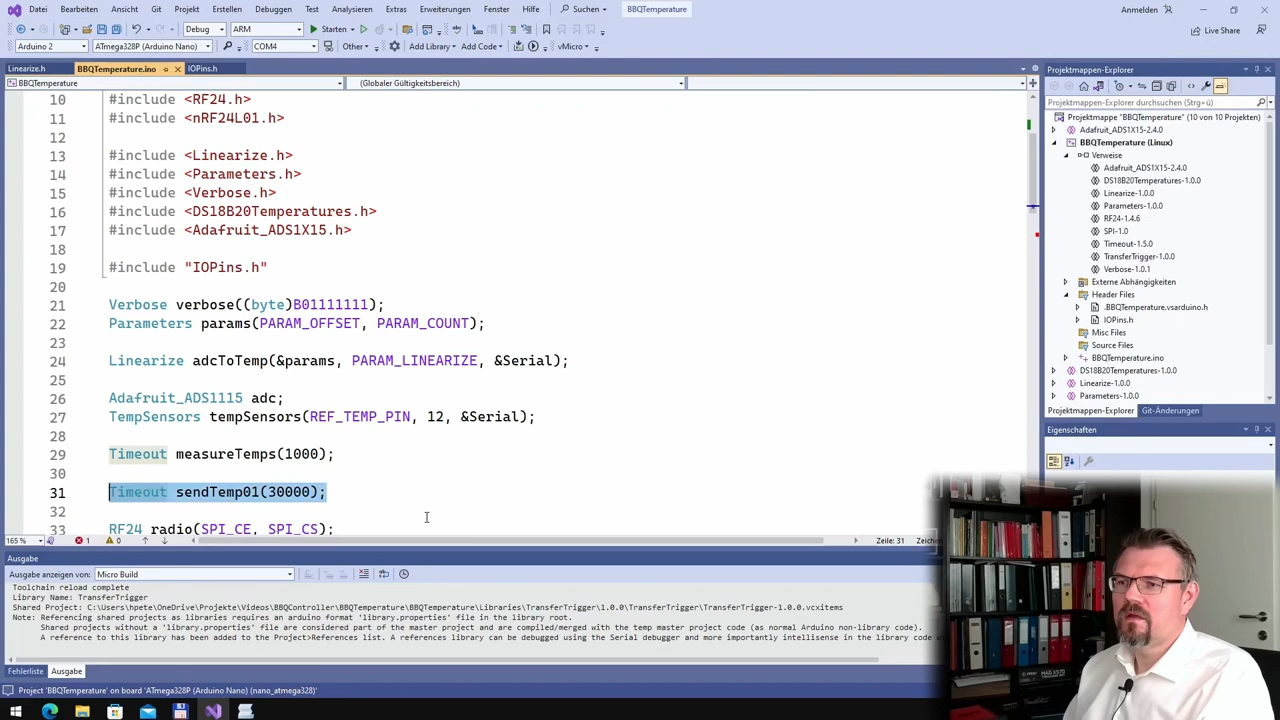 Datei Bearbeiten Ansicht Git Projekt Erstellen Debuggen Test Analysieren Extras Erweiterungen Fenster Hilfe Suchen BBQTemperature Anmelden
Debug ARM Starten Live Share
Arduino 2 ATmega328P (Arduino Nano) COM4 Other Add Library Add Code vMicro
Linearize.h BBQTemperature.ino IOPins.h
BBQTemperature (Globaler Gültigkeitsbereich)
10 #include <RF24.h>
11 #include <nRF24L01.h>
12
13 #include <Linearize.h>
14 #include <Parameters.h>
15 #include <Verbose.h>
16 #include <DS18B20Temperatures.h>
17 #include <Adafruit_ADS1X15.h>
18
19 #include "IOPins.h"
20
21 Verbose verbose((byte)B01111111);
22 Parameters params(PARAM_OFFSET, PARAM_COUNT);
23
24 Linearize adcToTemp(&params, PARAM_LINEARIZE, &Serial);
25
26 Adafruit_ADS1115 adc;
27 TempSensors tempSensors(REF_TEMP_PIN, 12, &Serial);
28
29 Timeout measureTemps(1000);
30
31 Timeout sendTemp01(30000);
32
33 RF24 radio(SPI_CE, SPI_CS);
165 % 1 0 Zeile: 31
Ausgabe
Ausgabe anzeigen von: Micro Build
Toolchain reload complete
Library Name: TransferTrigger
Shared Project: C:\Users\hpete\OneDrive\Projekte\Videos\BBQController\BBQTemperature\BBQTemperature\Libraries\TransferTrigger\1.0.0\TransferTrigger\TransferTrigger-1.0.0.vcxitems
Note: Referencing shared projects as libraries requires an arduino format 'library.properties' file in the library root.
Shared projects without a 'library.properties' file are considered part of the master project and are compiled/merged with the temp master project code (as normal Arduino non-library code).
A reference to this library has been added to the Project>References list. A references library can be debugged using the Serial debugger and more importantly intellisense in the library code
Fehlerliste Ausgabe
Project 'BBQTemperature' on board 'ATmega328P (Arduino Nano) (nano_atmega328)'
Projektmappen-Explorer
Projektmappen-Explorer durchsuchen (Strg+ü)
Projektmappe "BBQTemperature" (10 von 10 Projekten)
Adafruit_ADS1X15-2.4.0
BBQTemperature (Linux)
Verweise
Adafruit_ADS1X15-2.4.0
DS18B20Temperatures-1.0.0
Linearize-1.0.0
Parameters-1.0.0
RF24-1.4.6
SPI-1.0
Timeout-1.5.0
TransferTrigger-1.0.0
Verbose-1.0.1
Externe Abhängigkeiten
Header Files
.BBQTemperature.vsarduino.h
IOPins.h
Misc Files
Source Files
BBQTemperature.ino
DS18B20Temperatures-1.0.0
Linearize-1.0.0
Parameters-1.0.0
Projektmappen-Explorer Git-Änderungen
Eigenschaften